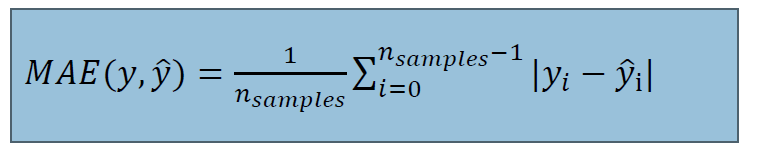 MAE(y, ŷ) = 1/n_samples ∑_{i=0}^{n_samples−1} |y_i − ŷ_i|